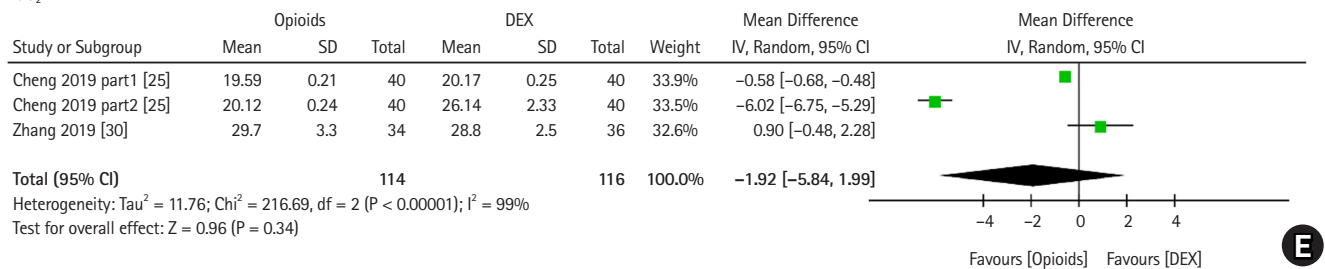 Opioids DEX Mean Difference Mean Difference
Study or Subgroup Mean SD Total Mean SD Total Weight IV, Random, 95% CI IV, Random, 95% CI
Cheng 2019 part1 [25] 19.59 0.21 40 20.17 0.25 40 33.9% −0.58 [−0.68, −0.48]
Cheng 2019 part2 [25] 20.12 0.24 40 26.14 2.33 40 33.5% −6.02 [−6.75, −5.29]
Zhang 2019 [30] 29.7 3.3 34 28.8 2.5 36 32.6% 0.90 [−0.48, 2.28]
Total (95% CI) 114 116 100.0% −1.92 [−5.84, 1.99]
Heterogeneity: Tau² = 11.76; Chi² = 216.69, df = 2 (P < 0.00001); I² = 99%
Test for overall effect: Z = 0.96 (P = 0.34)
−4 −2 0 2 4
Favours [Opioids] Favours [DEX]
E